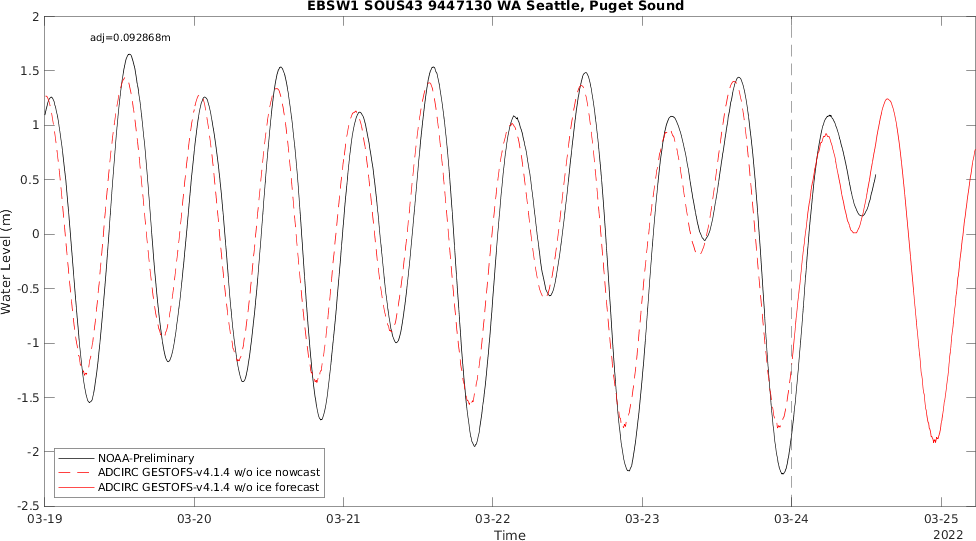 EBSW1 SOUS43 9447130 WA Seattle, Puget Sound
adj=0.092868m
2
1.5
1
0.5
0
-0.5
-1
-1.5
-2
-2.5
Water Level (m)
NOAA-Preliminary
ADCIRC GESTOFS-v4.1.4 w/o ice nowcast
ADCIRC GESTOFS-v4.1.4 w/o ice forecast
03-19 03-20 03-21 03-22 03-23 03-24 03-25
Time
2022